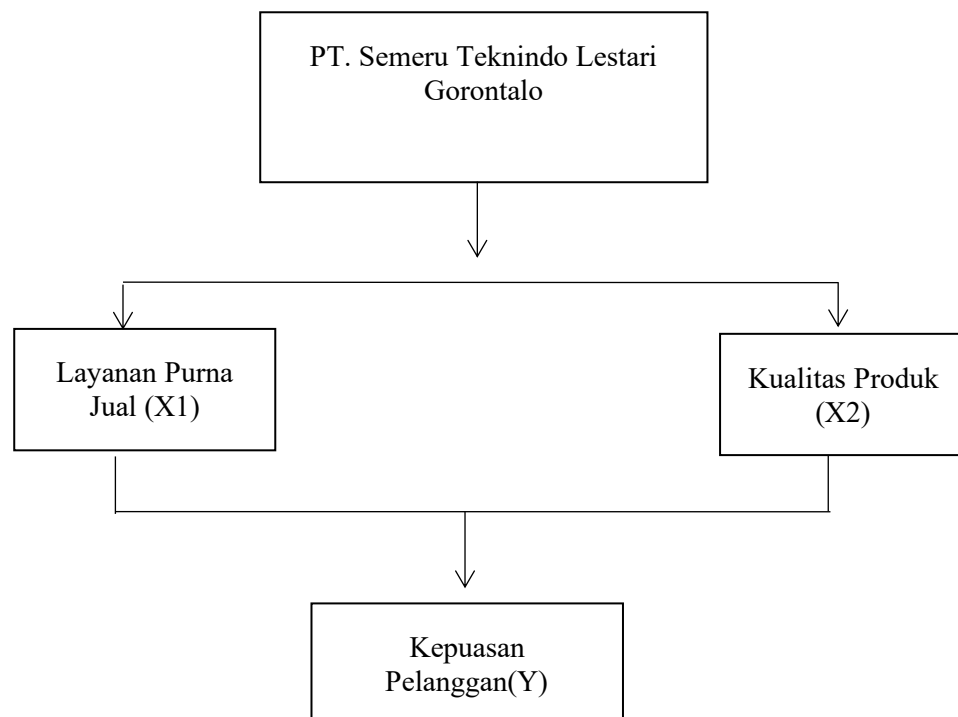 PT. Semeru Teknindo Lestari
Gorontalo
Layanan Purna
Jual (X1)
Kualitas Produk
(X2)
Kepuasan
Pelanggan(Y)